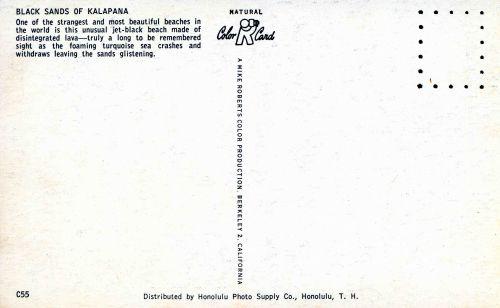 BLACK SANDS OF KALAPANA
One of the strangest and most beautiful beaches in
the world is this unusual jet-black beach made of
disintegrated lava—truly a long to be remembered
sight as the foaming turquoise sea crashes and
withdraws leaving the sands glistening.
NATURAL
Color Card
A MIKE ROBERTS COLOR PRODUCTION, BERKELEY 2, CALIFORNIA
C55
Distributed by Honolulu Photo Supply Co., Honolulu, T. H.